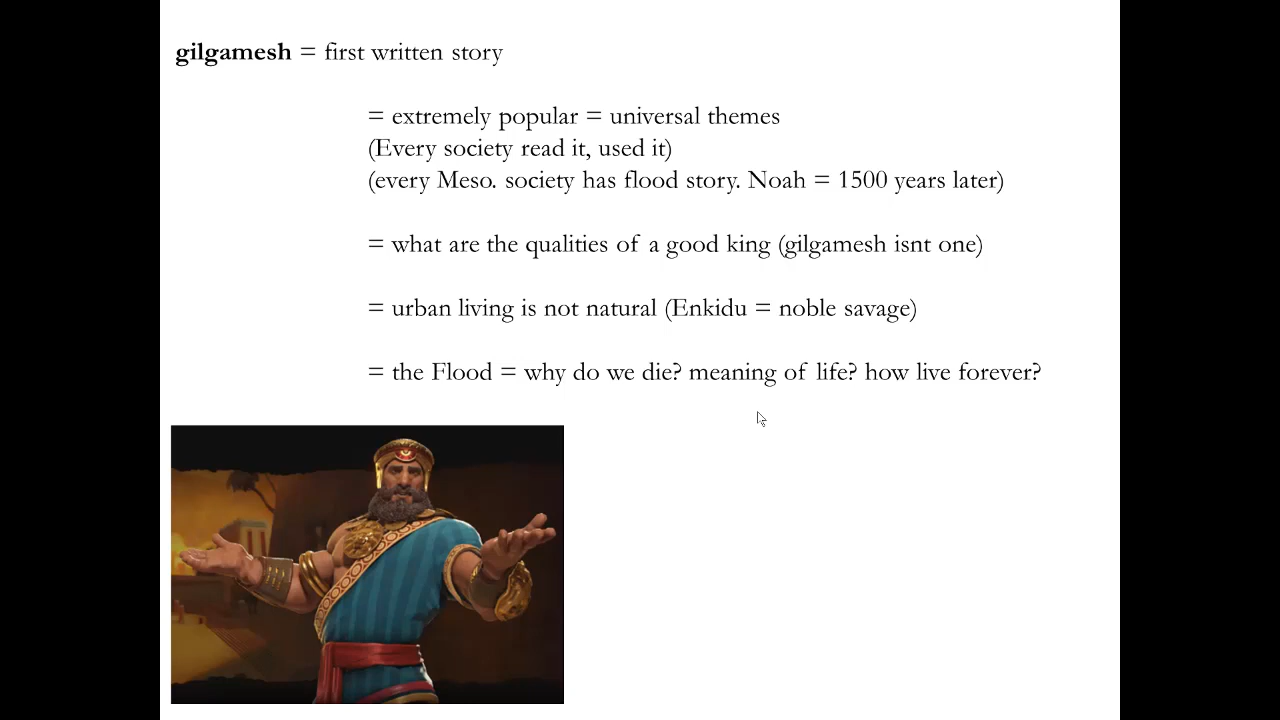 gilgamesh = first written story
= extremely popular = universal themes
(Every society read it, used it)
(every Meso. society has flood story. Noah = 1500 years later)
= what are the qualities of a good king (gilgamesh isnt one)
= urban living is not natural (Enkidu = noble savage)
= the Flood = why do we die? meaning of life? how live forever?